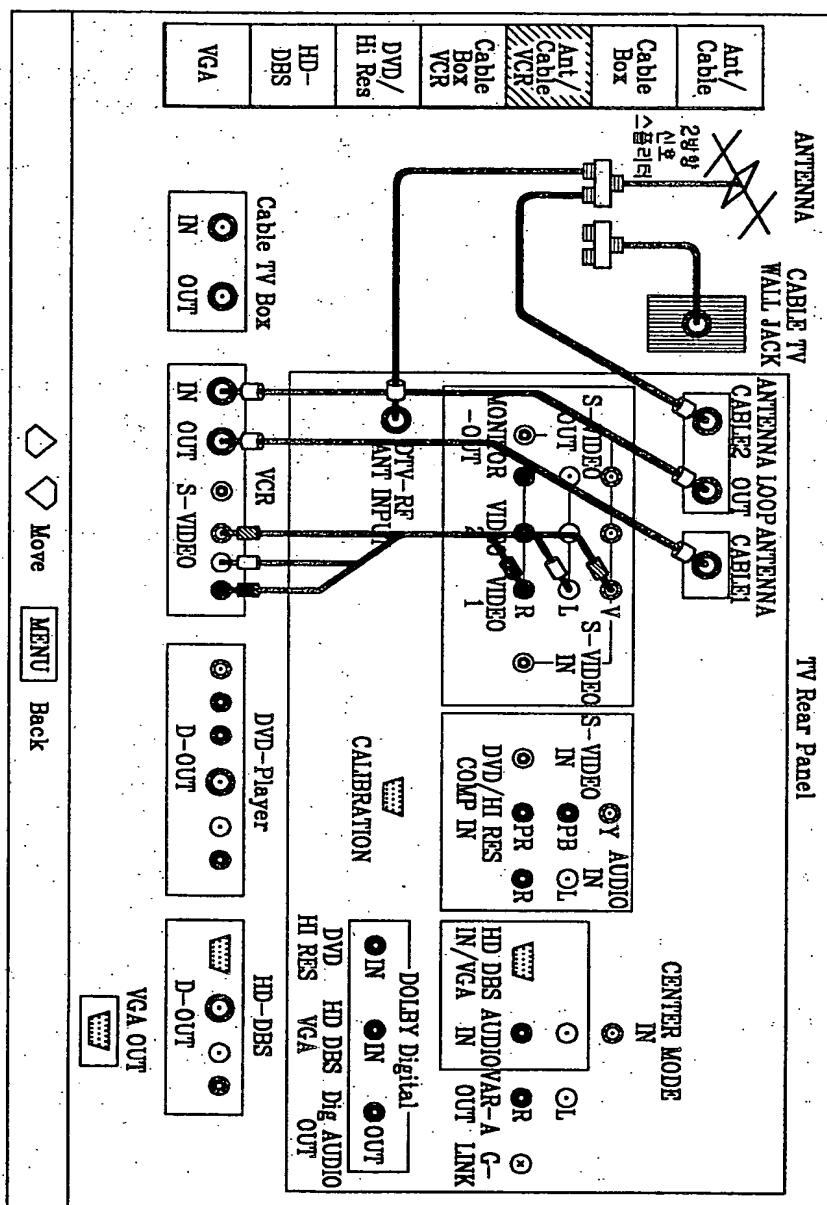 Ant/
Cable
Cable
Box
Ant/
Cable
VCR
Cable
Box
VCR
DVD/
Hi Res
HD-
DBS
VGA
ANTENNA
2방향
신호
스플리터
CABLE TV
WALL JACK
TV Rear Panel
ANTENNA LOOP ANTENNA
CABLE2 OUT CABLE1
S-VIDEO
OUT
MONITOR
-OUT
VIDEO
2
VIDEO
1
V
L
R
S-VIDEO
IN
S-VIDEO
IN
Y
PB
PR
AUDIO
IN
L
R
DVD/HI RES
COMP IN
CENTER MODE
IN
HD DBS
IN/VGA
AUDIO
IN
L
R
VAR-A
OUT
G-
LINK
DTV-RF
ANT INPUT
CALIBRATION
DOLBY Digital
IN IN OUT
DVD
HI RES
HD DBS
VGA
Dig AUDIO
OUT
Cable TV Box
IN OUT
VCR
IN OUT S-VIDEO
DVD-Player
D-OUT
HD-DBS
D-OUT
VGA OUT
Move MENU Back